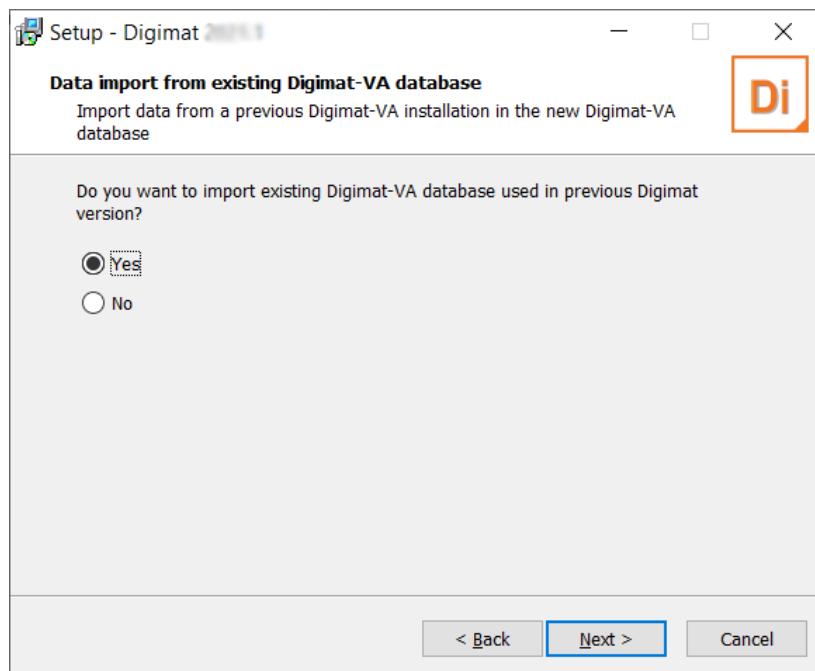 Setup - Digimat
Data import from existing Digimat-VA database
Import data from a previous Digimat-VA installation in the new Digimat-VA
database
Di
Do you want to import existing Digimat-VA database used in previous Digimat
version?
Yes
No
< Back
Next >
Cancel